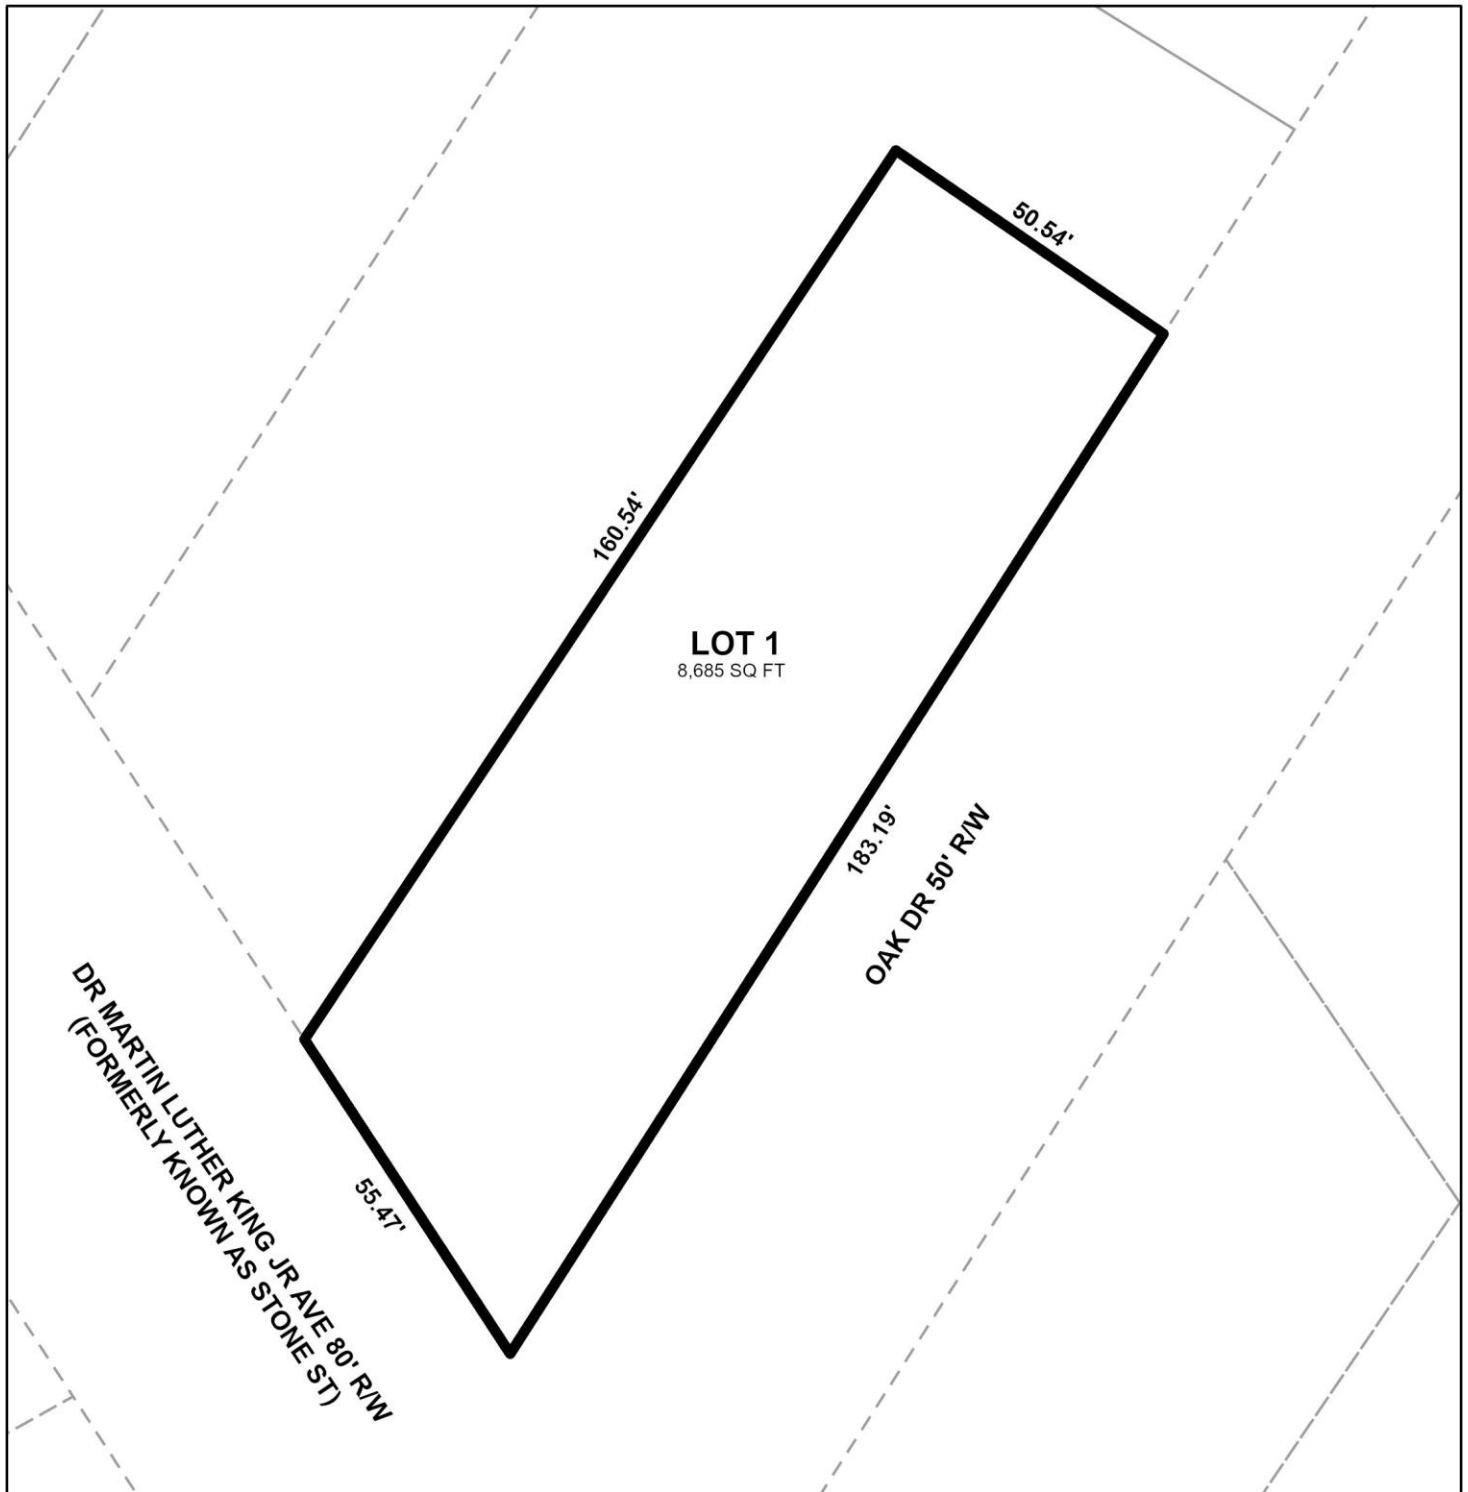 50.54'
160.54'
LOT 1
8,685 SQ FT
183.19'
OAK DR 50' R/W
DR MARTIN LUTHER KING JR AVE 80' R/W
(FORMERLY KNOWN AS STONE ST)
55.47'